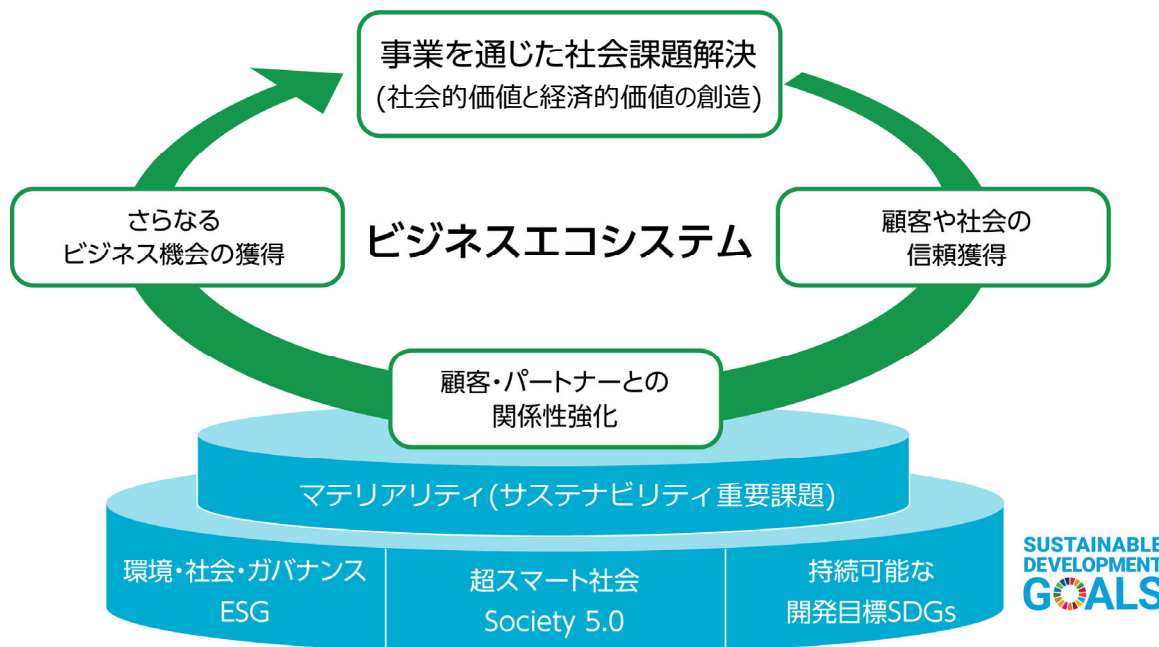 事業を通じた社会課題解決
(社会的価値と経済的価値の創造)
さらなる
ビジネス機会の獲得
ビジネスエコシステム
顧客や社会の
信頼獲得
顧客・パートナーとの
関係性強化
マテリアリティ(サステナビリティ重要課題)
環境・社会・ガバナンス
ESG
超スマート社会
Society 5.0
持続可能な
開発目標SDGs
SUSTAINABLE
DEVELOPMENT
GOALS